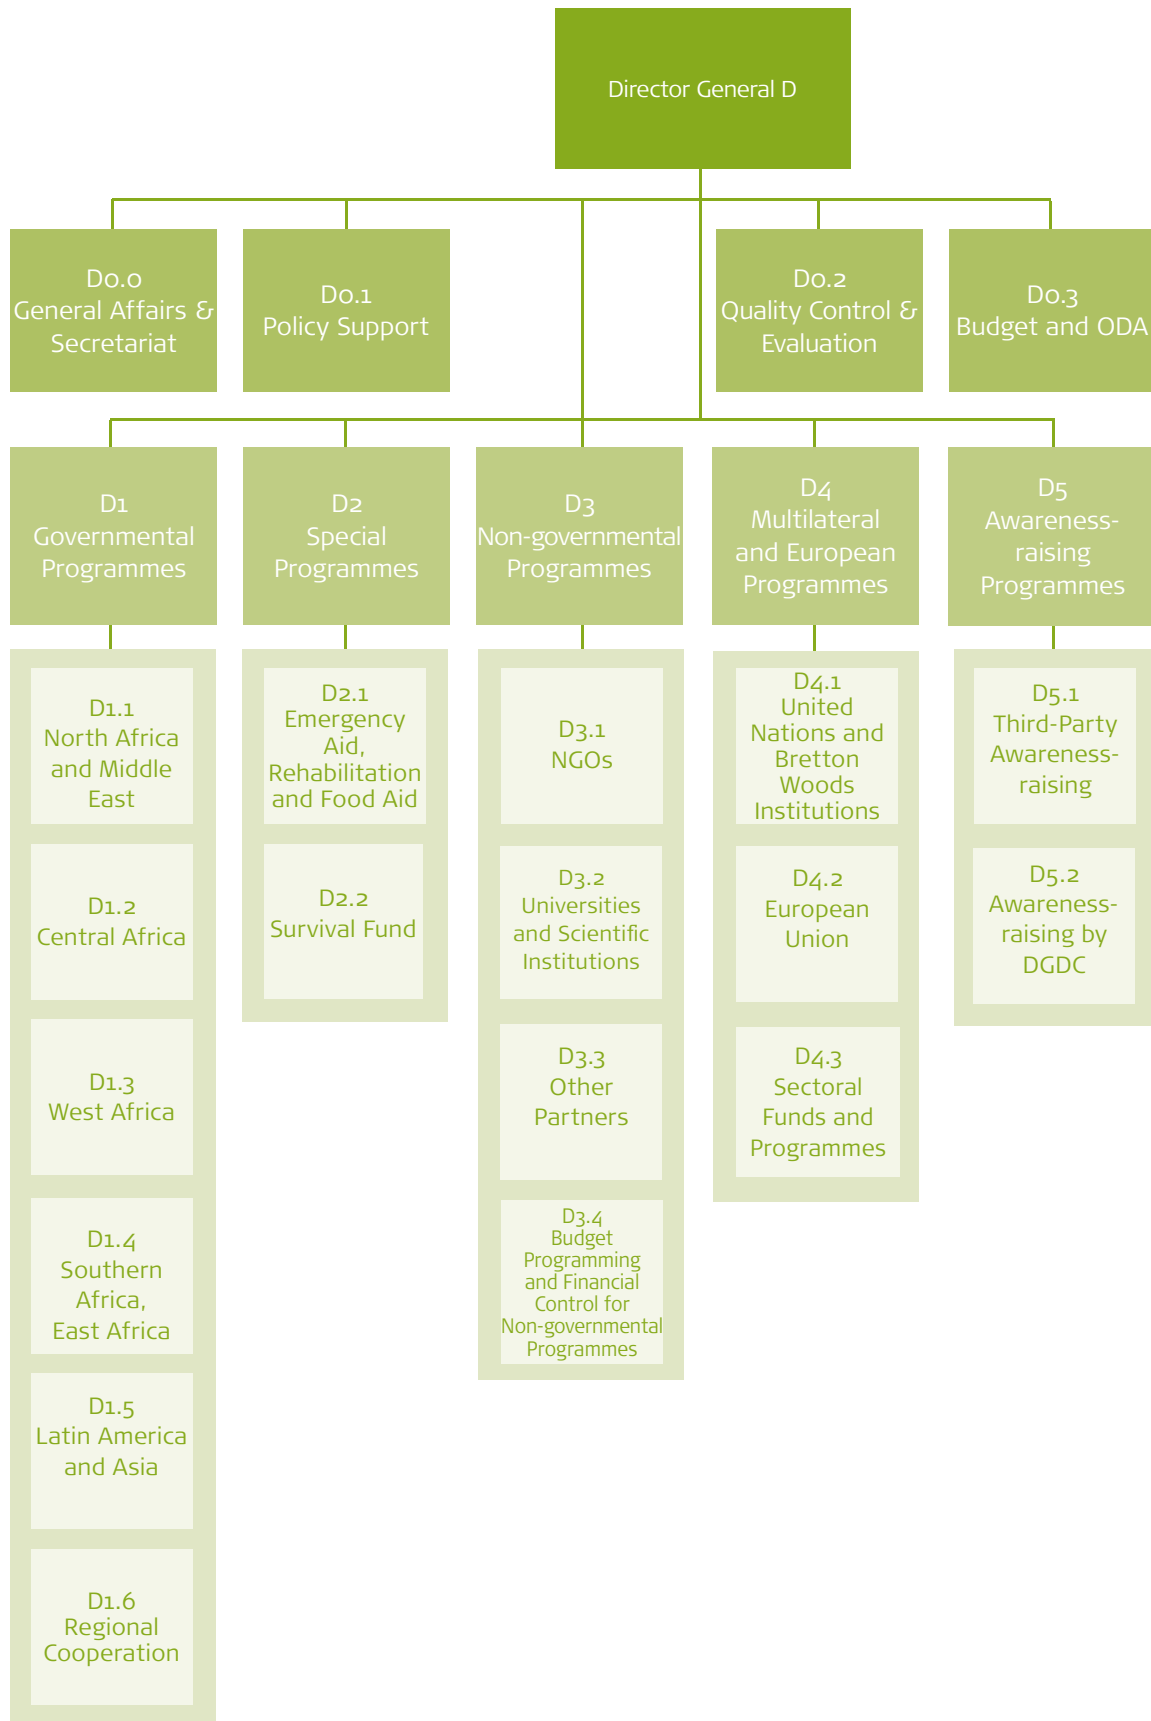 Director General D
D0.0
General Affairs &
Secretariat
D0.1
Policy Support
D0.2
Quality Control &
Evaluation
D0.3
Budget and ODA
D1
Governmental
Programmes
D2
Special
Programmes
D3
Non-governmental
Programmes
D4
Multilateral
and European
Programmes
D5
Awareness-
raising
Programmes
D1.1
North Africa
and Middle
East
D1.2
Central Africa
D1.3
West Africa
D1.4
Southern
Africa,
East Africa
D1.5
Latin America
and Asia
D1.6
Regional
Cooperation
D2.1
Emergency
Aid,
Rehabilitation
and Food Aid
D2.2
Survival Fund
D3.1
NGOs
D3.2
Universities
and Scientific
Institutions
D3.3
Other
Partners
D3.4
Budget
Programming
and Financial
Control for
Non-governmental
Programmes
D4.1
United
Nations and
Bretton
Woods
Institutions
D4.2
European
Union
D4.3
Sectoral
Funds and
Programmes
D5.1
Third-Party
Awareness-
raising
D5.2
Awareness-
raising by
DGDC